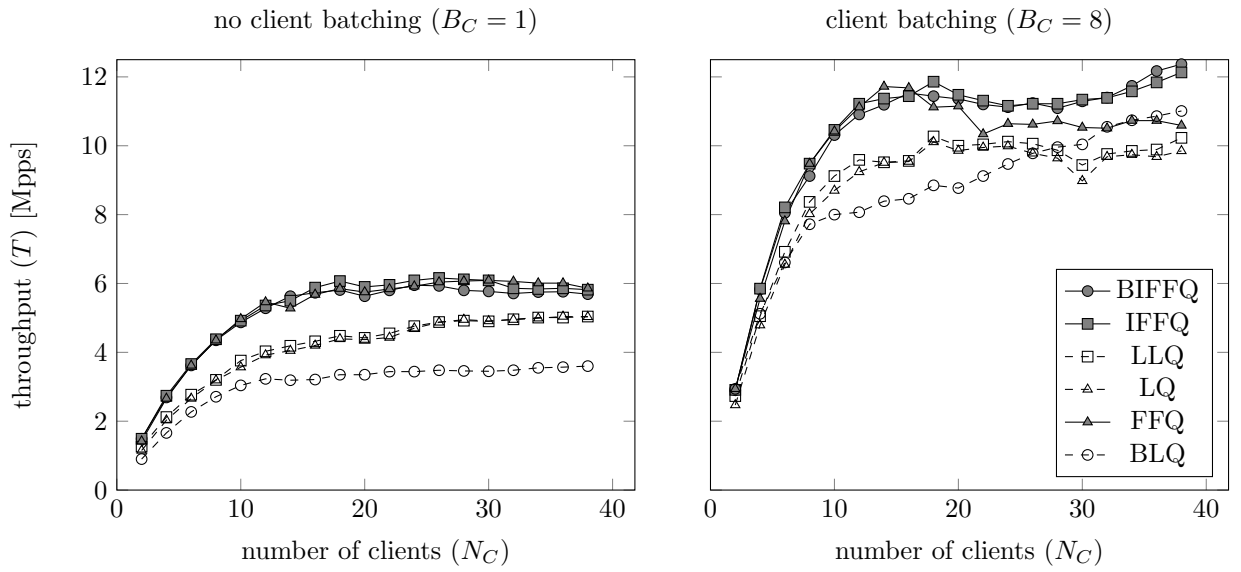 no client batching (B_C = 1)
client batching (B_C = 8)
throughput (T) [Mpps]
12
10
8
6
4
2
0
0 10 20 30 40
number of clients (N_C)
0 10 20 30 40
number of clients (N_C)
BIFFQ
IFFQ
LLQ
LQ
FFQ
BLQ